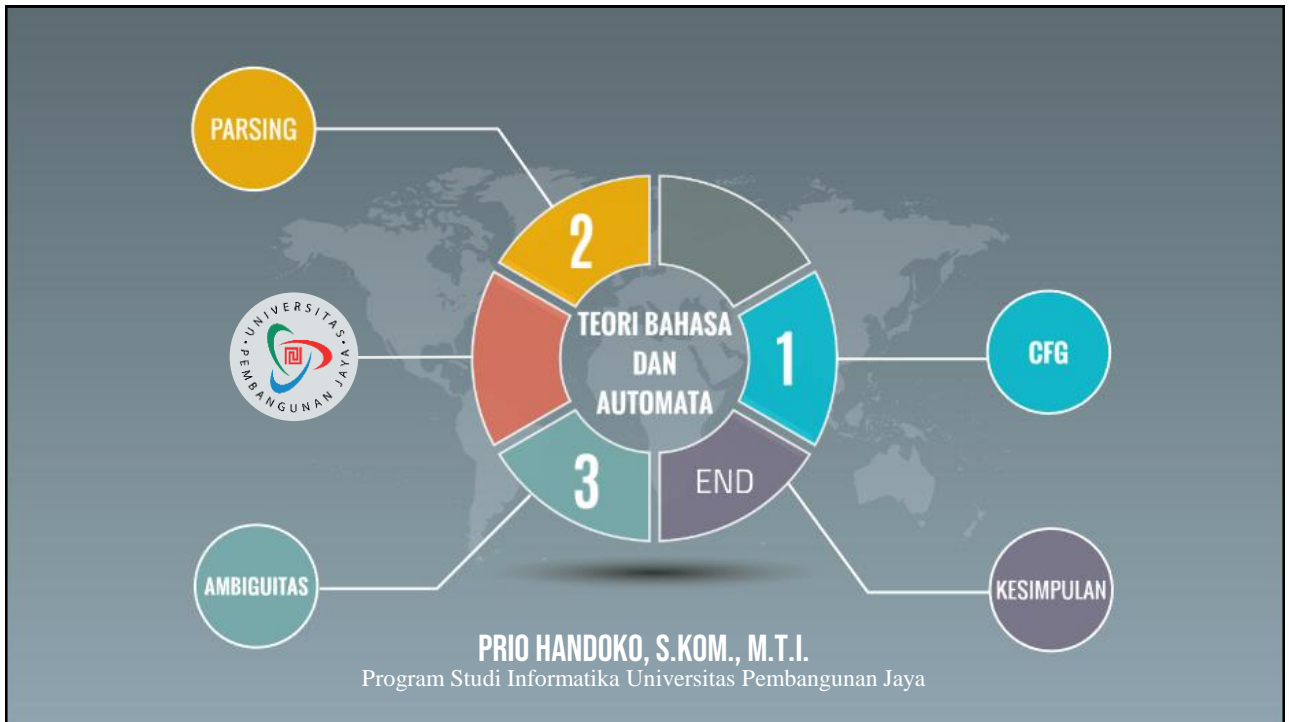 PARSING
2
UNIVERSITAS
PEMBANGUNAN JAYA
TEORI BAHASA
DAN
AUTOMATA
1
CFG
3
END
AMBIGUITAS
KESIMPULAN
PRIO HANDOKO, S.KOM., M.T.I.
Program Studi Informatika Universitas Pembangunan Jaya